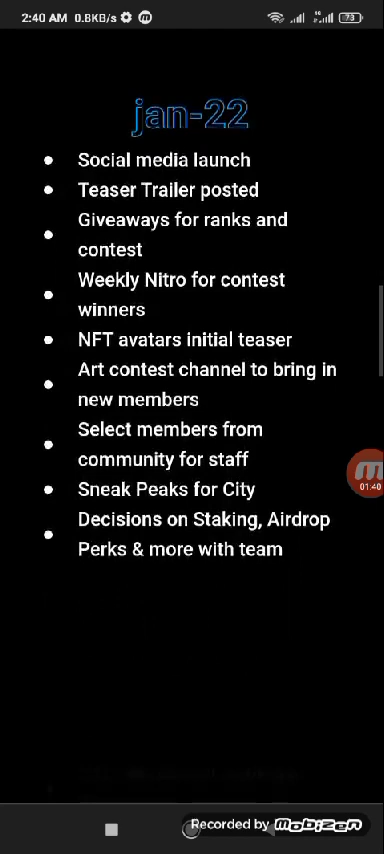 2:40 AM 0.8KB/s 73
jan-22
Social media launch
Teaser Trailer posted
Giveaways for ranks and
contest
Weekly Nitro for contest
winners
NFT avatars initial teaser
Art contest channel to bring in
new members
Select members from
community for staff
Sneak Peaks for City
Decisions on Staking, Airdrop
Perks & more with team
01:40
Recorded by mobizen